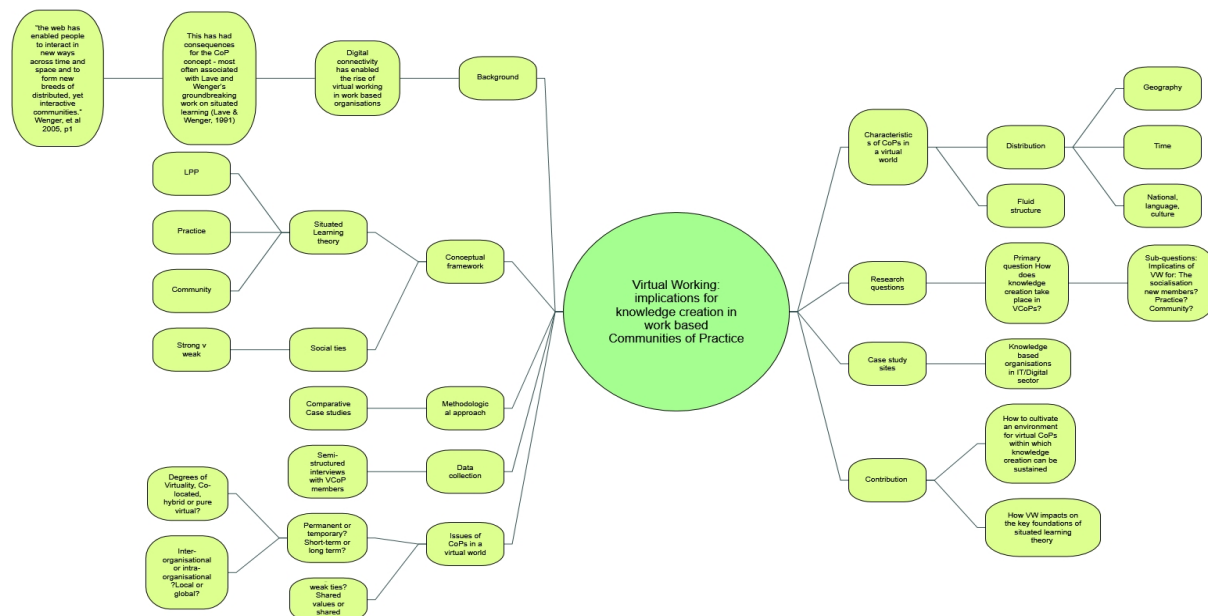 "the web has
enabled people
to interact in
new ways
across time and
space and to
form new
breeds of
distributed, yet
interactive
communities."
Wenger, et al
2005, p1
This has had
consequences
for the CoP
concept - most
often associated
with Lave and
Wenger's
groundbreaking
work on situated
learning (Lave &
Wenger, 1991)
Digital
connectivity
has enabled
the rise of
virtual working
in work based
organisations
Background
LPP
Practice
Community
Situated
Learning
theory
Conceptual
framework
Strong v
weak
Social ties
Comparative
Case studies
Methodologic
al approach
Semi-
structured
interviews
with VCoP
members
Data
collection
Degrees of
Virtuality, Co-
located,
hybrid or pure
virtual?
Inter-
organisational
or intra-
organisational
?Local or
global?
Permanent or
temporary?
Short-term or
long term?
weak ties?
Shared
values or
shared
Issues of
CoPs in a
virtual world
Virtual Working:
implications for
knowledge creation in
work based
Communities of Practice
Characteristic
s of CoPs in
a virtual
world
Distribution
Geography
Time
National,
language,
culture
Fluid
structure
Research
questions
Primary
question How
does
knowledge
creation take
place in
VCoPs?
Sub-questions:
Implicatins of
VW for: The
socialisation
new members?
Practice?
Community?
Case study
sites
Knowledge
based
organisations
in IT/Digital
sector
Contribution
How to cultivate
an environment
for virtual CoPs
within which
knowledge
creation can be
sustained
How VW impacts on
the key foundations of
situated learning
theory